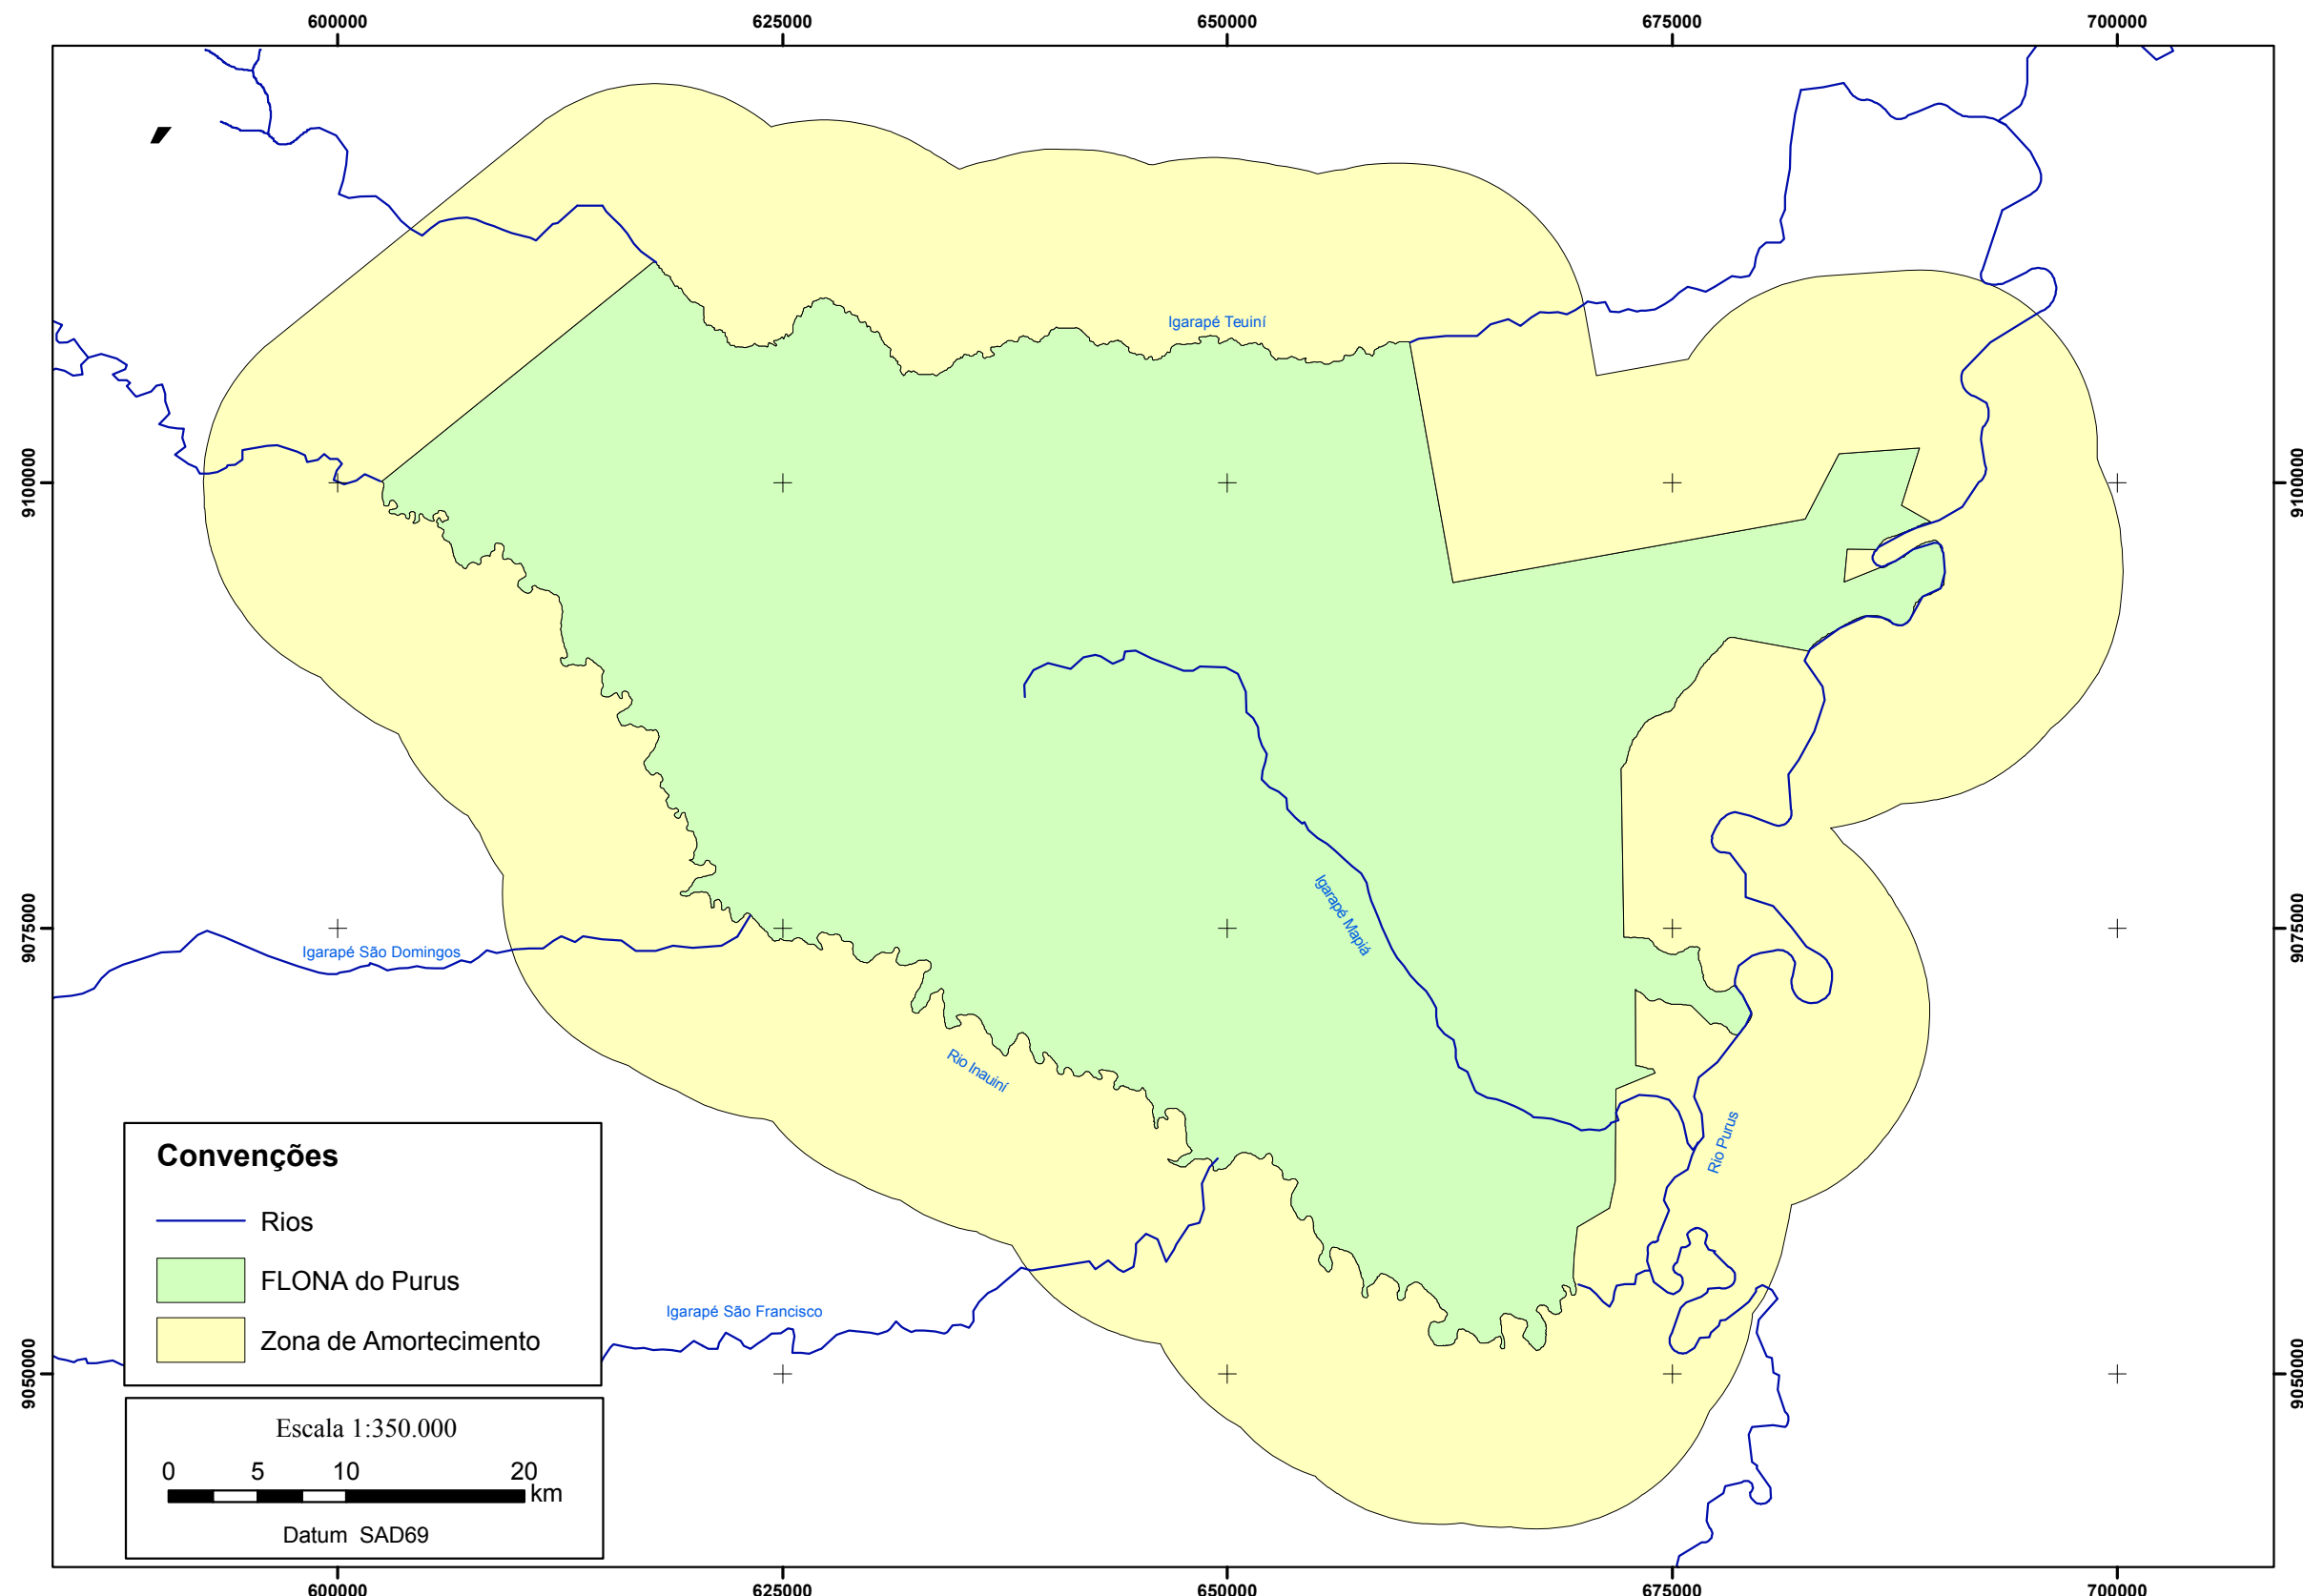 600000 625000 650000 675000 700000
Igarapé Teuiní
9100000 9100000
Igarapé Mapiá
9075000 9075000
Igarapé São Domingos
Rio Inauiní
Rio Purus
Igarapé São Francisco
9050000 9050000
Convenções
Rios
FLONA do Purus
Zona de Amortecimento
Escala 1:350.000
0 5 10 20
km
Datum SAD69
600000 625000 650000 675000 700000